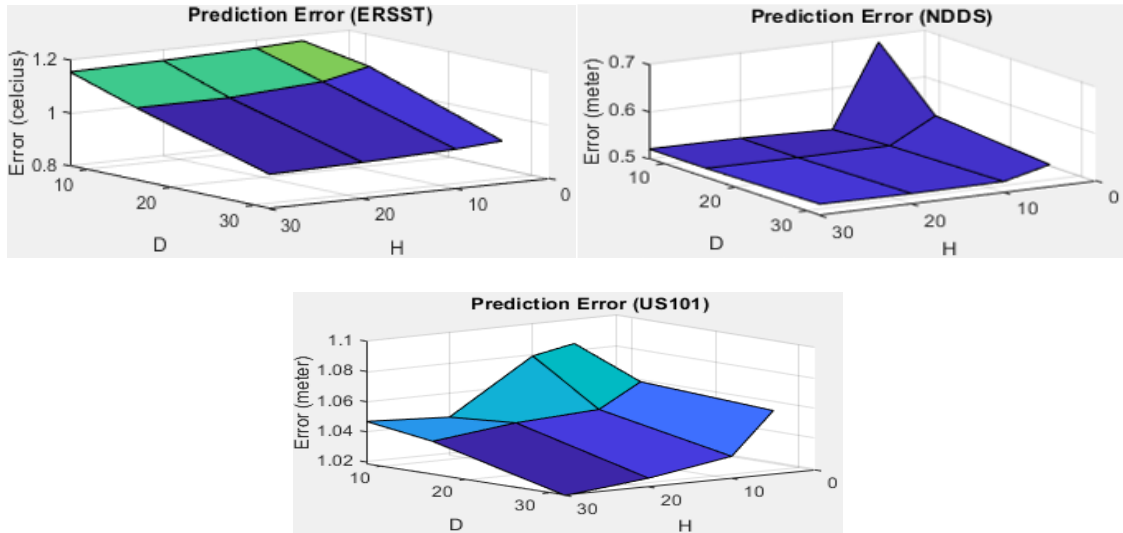 Prediction Error (ERSST)
Error (celcius)
1.2
1
0.8
10
20
30
D
30
20
10
0
H
Prediction Error (NDDS)
Error (meter)
0.7
0.6
0.5
10
20
30
D
30
20
10
0
H
Prediction Error (US101)
Error (meter)
1.1
1.08
1.06
1.04
1.02
10
20
30
D
30
20
10
0
H